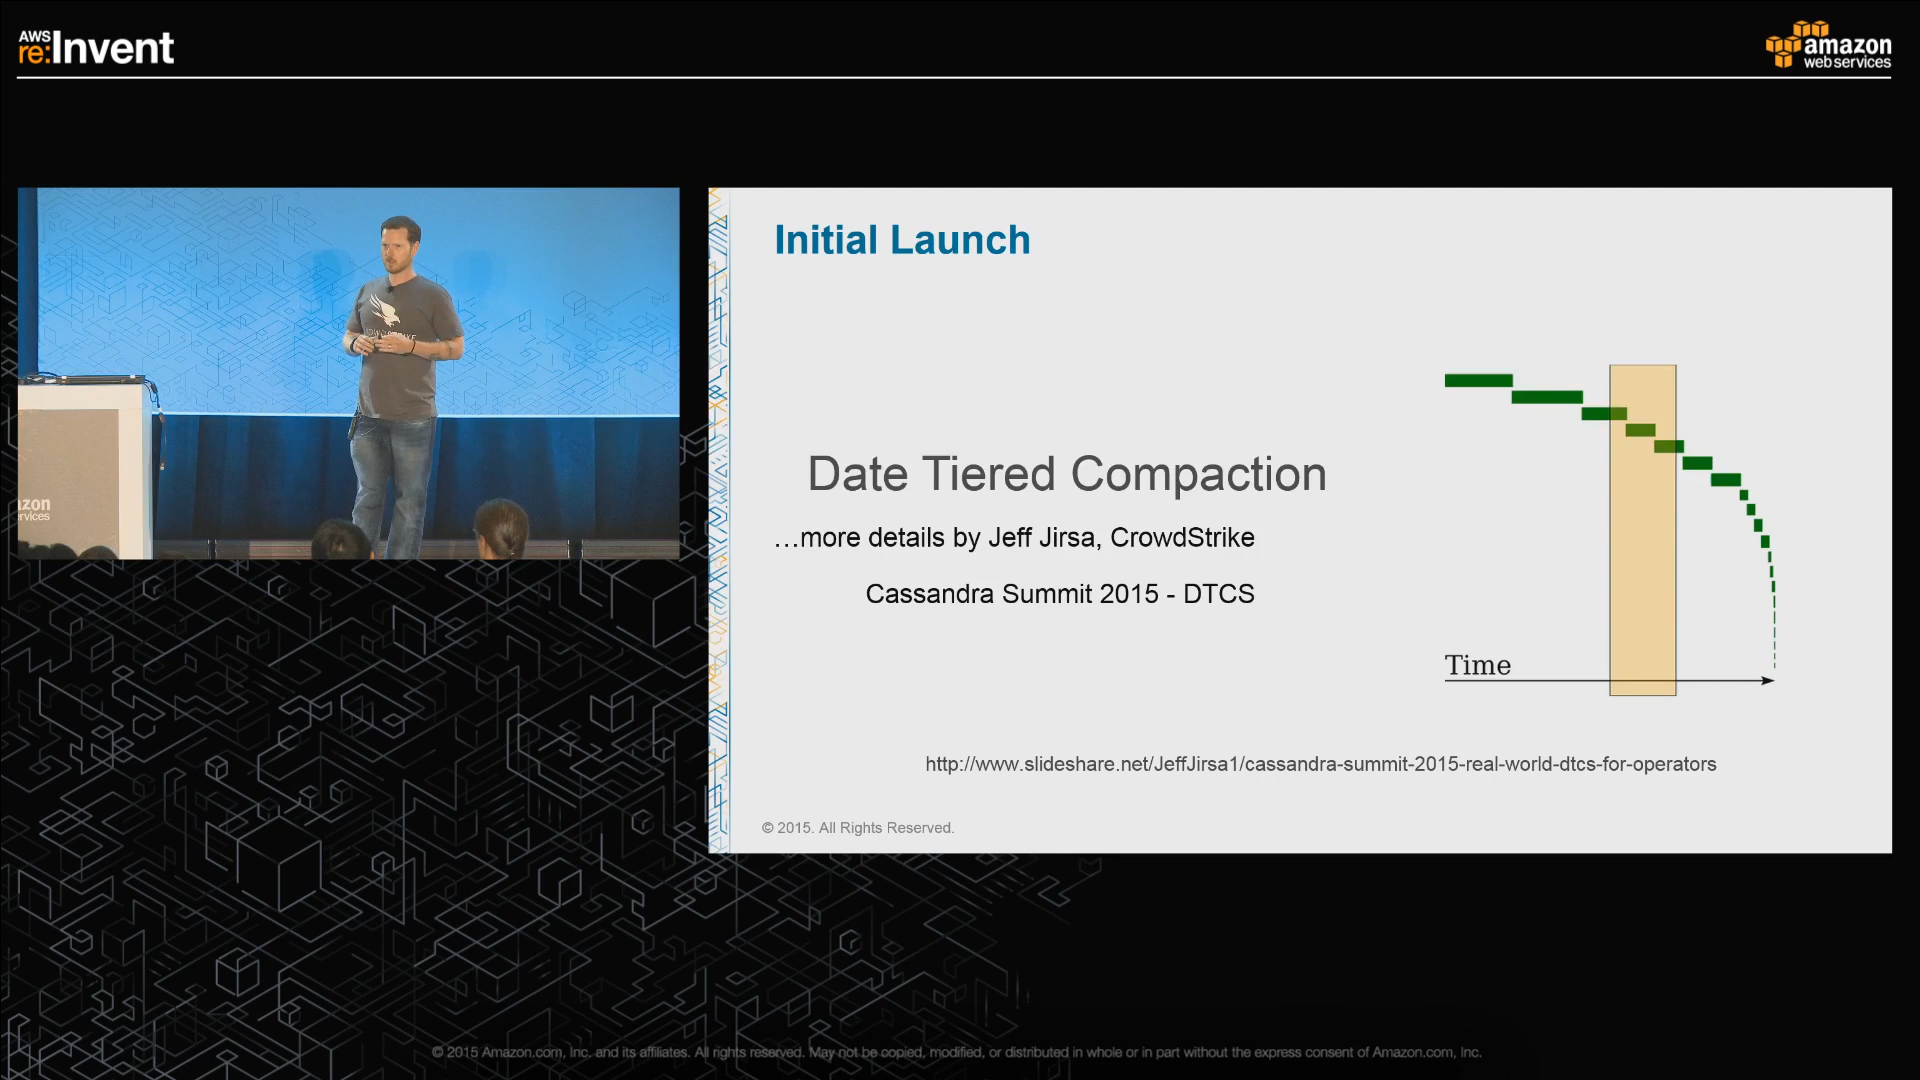 AWS
re:Invent
amazon
web services
Initial Launch
Date Tiered Compaction
…more details by Jeff Jirsa, CrowdStrike
Cassandra Summit 2015 - DTCS
Time
http://www.slideshare.net/JeffJirsa1/cassandra-summit-2015-real-world-dtcs-for-operators
© 2015. All Rights Reserved.
© 2015 Amazon.com, Inc. and its affiliates. All rights reserved. May not be copied, modified, or distributed in whole or in part without the express consent of Amazon.com, Inc.